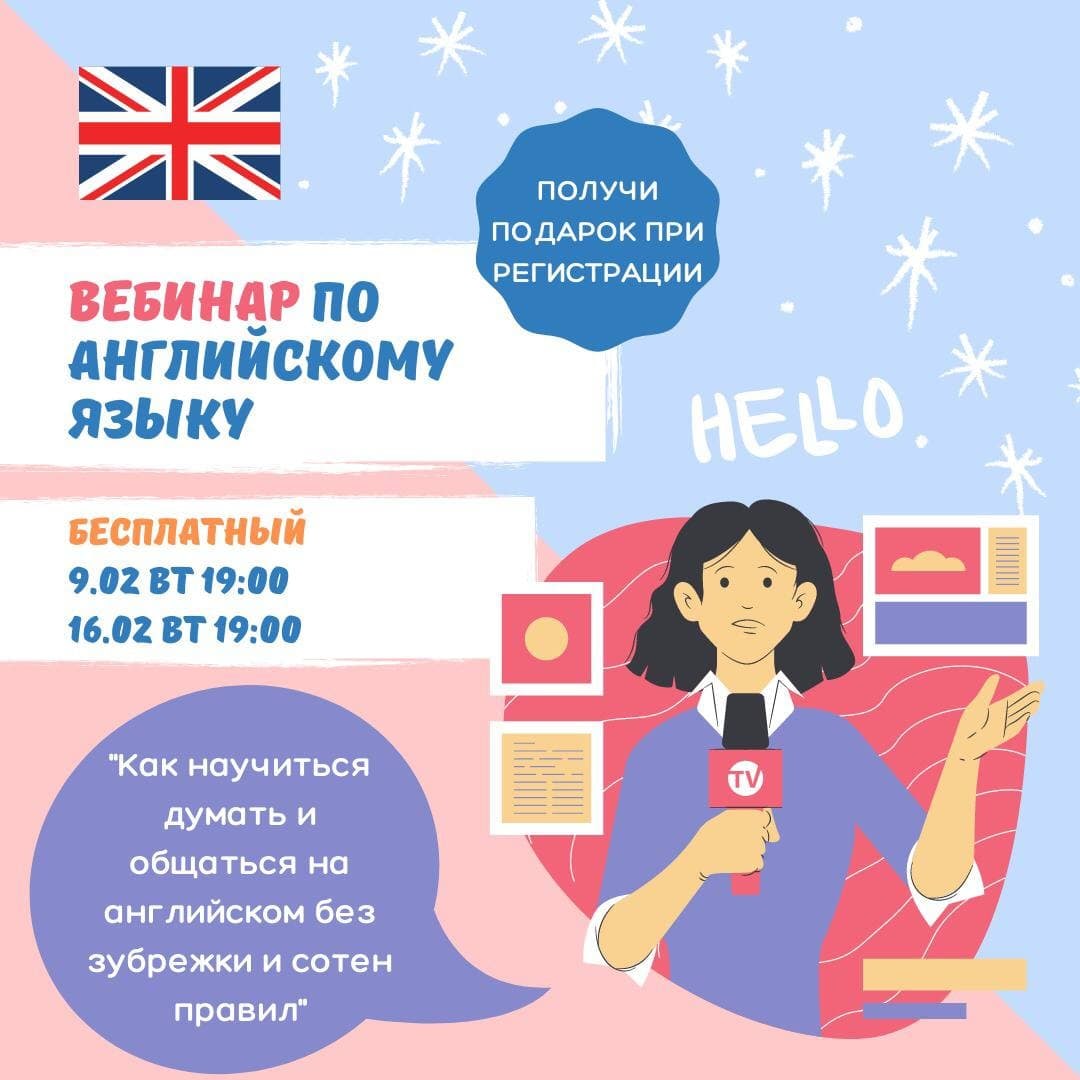 ПОЛУЧИ
ПОДАРОК ПРИ
РЕГИСТРАЦИИ
ВЕБИНАР ПО
АНГЛИЙСКОМУ
ЯЗЫКУ
HELLO
БЕСПЛАТНЫЙ
9.02 ВТ 19:00
16.02 ВТ 19:00
TV
"Как научиться
думать и
общаться на
английском без
зубрежки и сотен
правил"